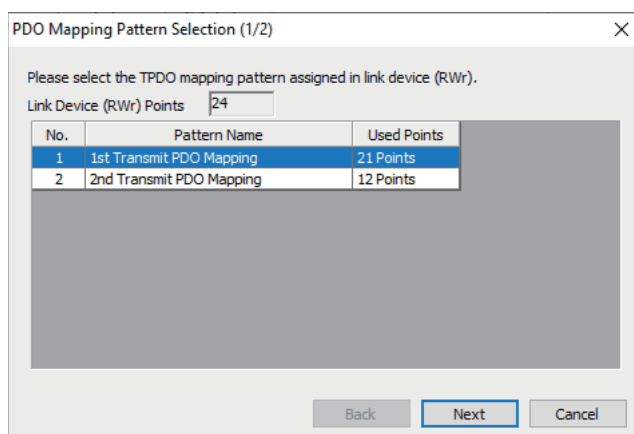 PDO Mapping Pattern Selection (1/2)
Please select the TPDO mapping pattern assigned in link device (RWr).
Link Device (RWr) Points 24
No. Pattern Name Used Points
1 1st Transmit PDO Mapping 21 Points
2 2nd Transmit PDO Mapping 12 Points
Back Next Cancel